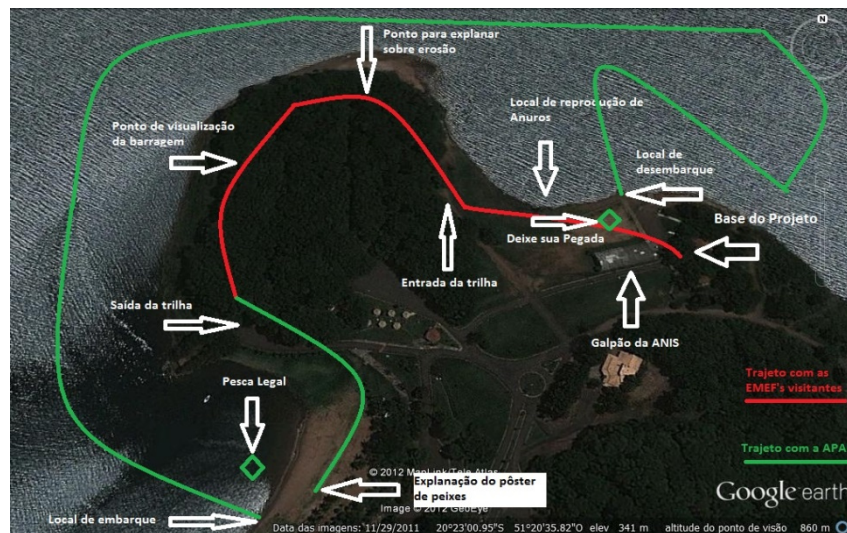 Ponto para explanar
sobre erosão
N
Local de reprodução de
Anuros
Ponto de visualização
da barragem
Local de
desembarque
Base do Projeto
Deixe sua Pegada
Entrada da trilha
Saída da trilha
Galpão da ANIS
Pesca Legal
Trajeto com as
EMEF's visitantes
Trajeto com a APAE
© 2012 MapLink/Tele Atlas
Explanação do pôster
de peixes
Image © 2012 GeoEye
Google earth
Local de embarque
Data das imagens: 11/29/2011 20°23'00.95"S 51°20'35.82"O elev 341 m altitude do ponto de visão 860 m